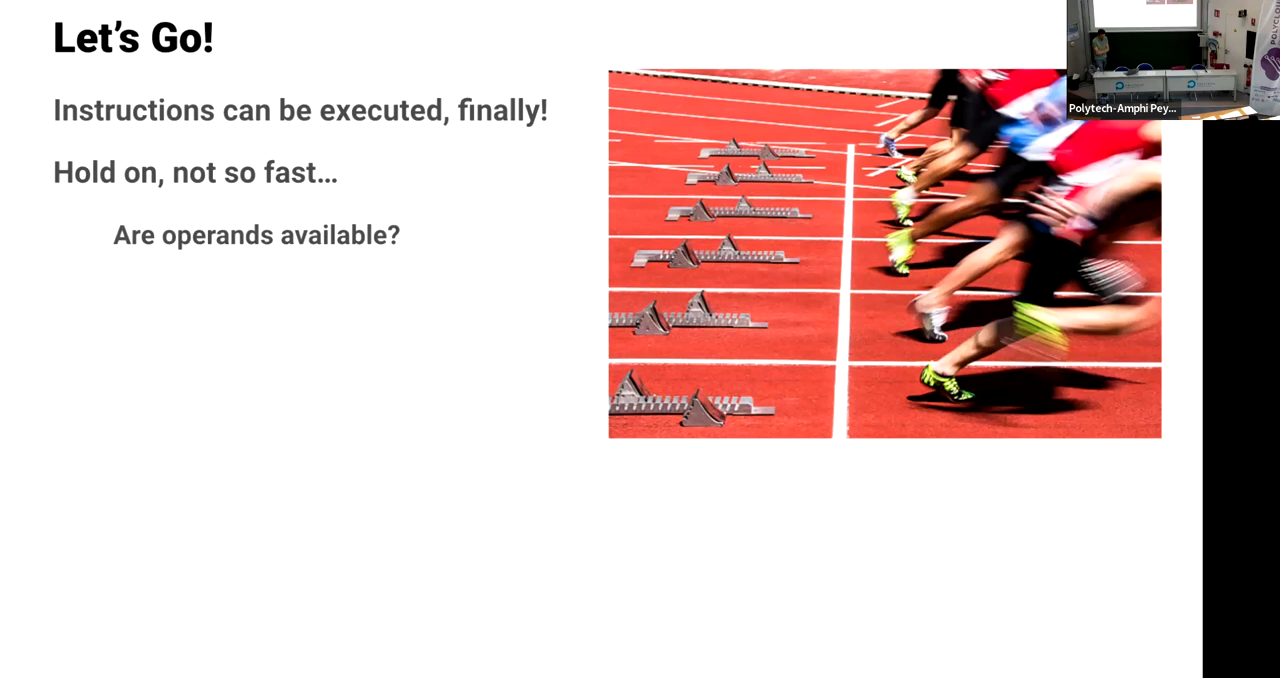 Let's Go!
Instructions can be executed, finally!
Hold on, not so fast…
Are operands available?
Polytech-Amphi Pey...